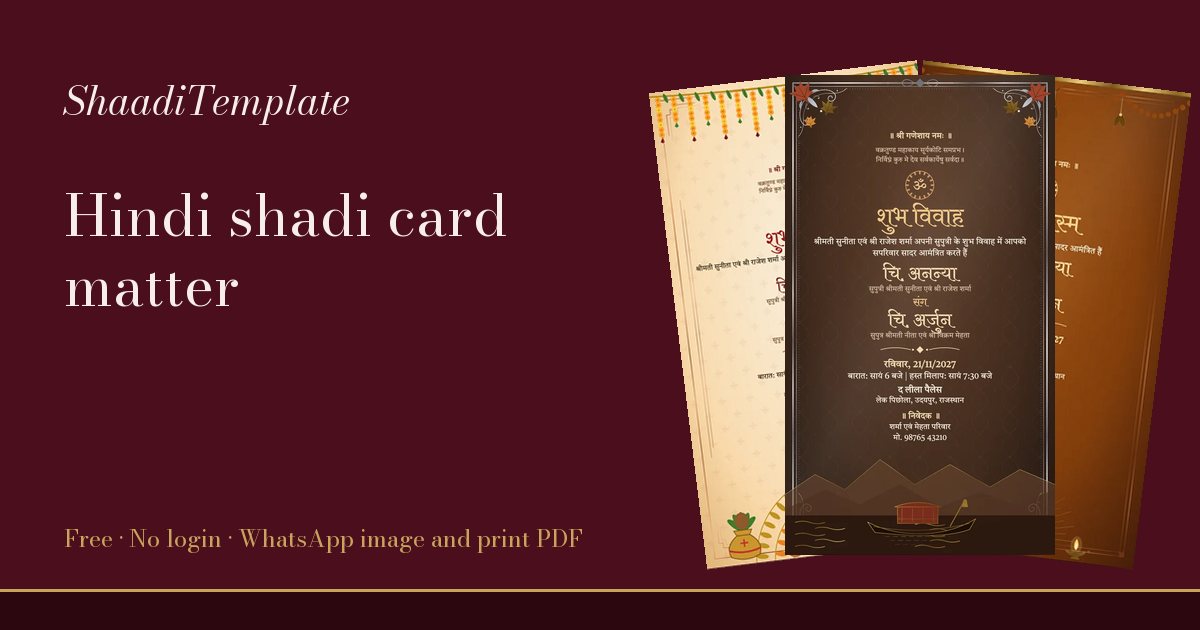 ShaadiTemplate
Hindi shadi card
matter
Free · No login · WhatsApp image and print PDF
॥ श्री गणेशाय नमः ॥
वक्रतुण्ड महाकाय सूर्यकोटि समप्रभ।
निर्विघ्नं कुरु मे देव सर्वकार्येषु सर्वदा॥
ॐ
शुभ विवाह
श्रीमती सुनीता एवं श्री राजेश शर्मा अपनी सुपुत्री के शुभ विवाह में आपको
सपरिवार सादर आमंत्रित करते हैं
चि. अनन्या
सुपुत्री श्रीमती सुनीता एवं श्री राजेश शर्मा
संग
चि. अर्जुन
सुपुत्र श्रीमती नीता एवं श्री विक्रम मेहता
रविवार, 21/11/2027
बारात: सायं 6 बजे | हस्त मिलाप: सायं 7:30 बजे
द लीला पैलेस
लेक पिछोला, उदयपुर, राजस्थान
॥ निवेदक ॥
शर्मा एवं मेहता परिवार
मो. 98765 43210